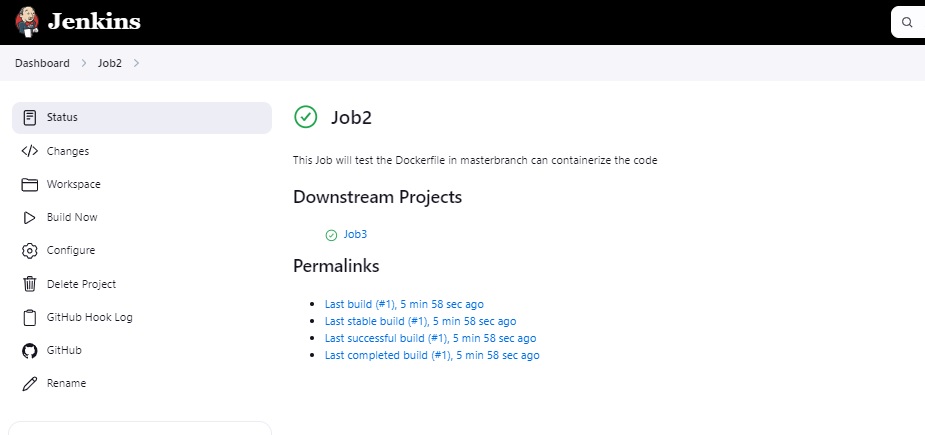 Jenkins
Dashboard
Job2
Status
Changes
Workspace
Build Now
Configure
Delete Project
GitHub Hook Log
GitHub
Rename
Job2
This Job will test the Dockerfile in masterbranch can containerize the code
Downstream Projects
Job3
Permalinks
Last build (#1), 5 min 58 sec ago
Last stable build (#1), 5 min 58 sec ago
Last successful build (#1), 5 min 58 sec ago
Last completed build (#1), 5 min 58 sec ago